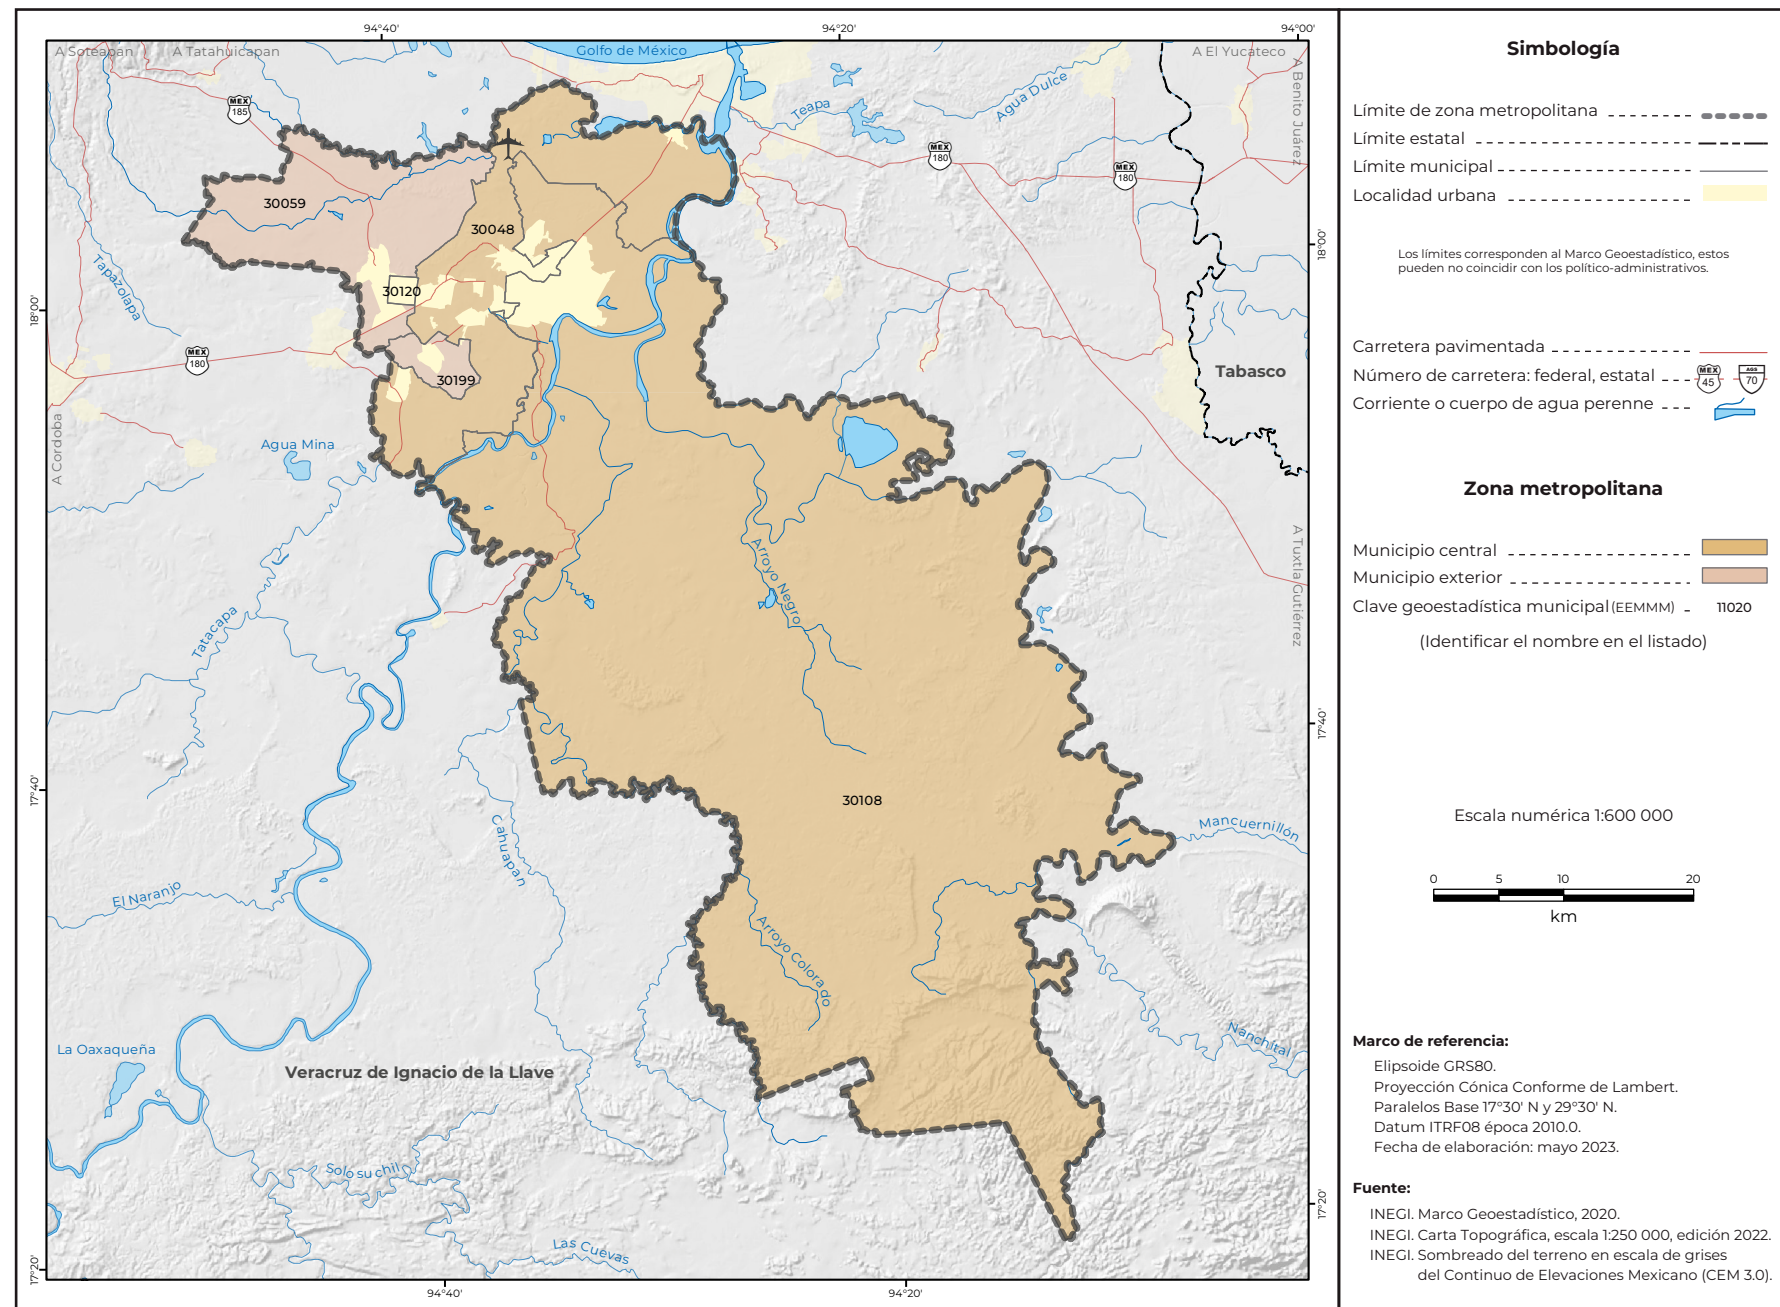 94°40'
94°20'
94°00'
A Soteapan
A Tatahuicapan
Golfo de México
A El Yucateco
A Benito Juárez
MEX
185
Teapa
Agua Dulce
MEX
180
MEX
180
30059
30048
Tapazolapa
18°00'
18°00'
30120
MEX
180
30199
Tabasco
A Cordoba
Agua Mina
Arroyo Negro
A Tuxtla Gutiérrez
Tatacapa
17°40'
17°40'
30108
Cahuapan
Mancuernillón
El Naranjo
Arroyo Colorado
Nanchital
La Oaxaqueña
Veracruz de Ignacio de la Llave
Solosuchil
Las Cuevas
17°20'
17°20'
94°40'
94°20'
Simbología
Límite de zona metropolitana
Límite estatal
Límite municipal
Localidad urbana
Los límites corresponden al Marco Geoestadístico, estos
pueden no coincidir con los político-administrativos.
Carretera pavimentada
Número de carretera: federal, estatal
MEX
45
AGS
70
Corriente o cuerpo de agua perenne
Zona metropolitana
Municipio central
Municipio exterior
Clave geoestadística municipal (EEMMM) 11020
(Identificar el nombre en el listado)
Escala numérica 1:600 000
0 5 10 20
km
Marco de referencia:
Elipsoide GRS80.
Proyección Cónica Conforme de Lambert.
Paralelos Base 17°30' N y 29°30' N.
Datum ITRF08 época 2010.0.
Fecha de elaboración: mayo 2023.
Fuente:
INEGI. Marco Geoestadístico, 2020.
INEGI. Carta Topográfica, escala 1:250 000, edición 2022.
INEGI. Sombreado del terreno en escala de grises
del Continuo de Elevaciones Mexicano (CEM 3.0).